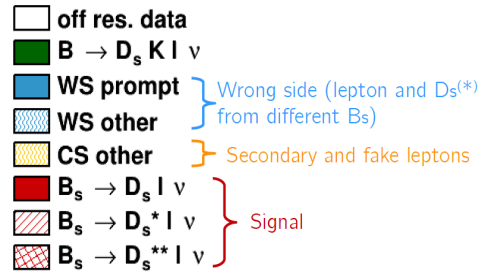 off res. data
B → Ds K l ν
WS prompt
WS other
Wrong side (lepton and Ds(*)
from different Bs)
CS other
Secondary and fake leptons
Bs → Ds l ν
Bs → Ds* l ν
Bs → Ds** l ν
Signal